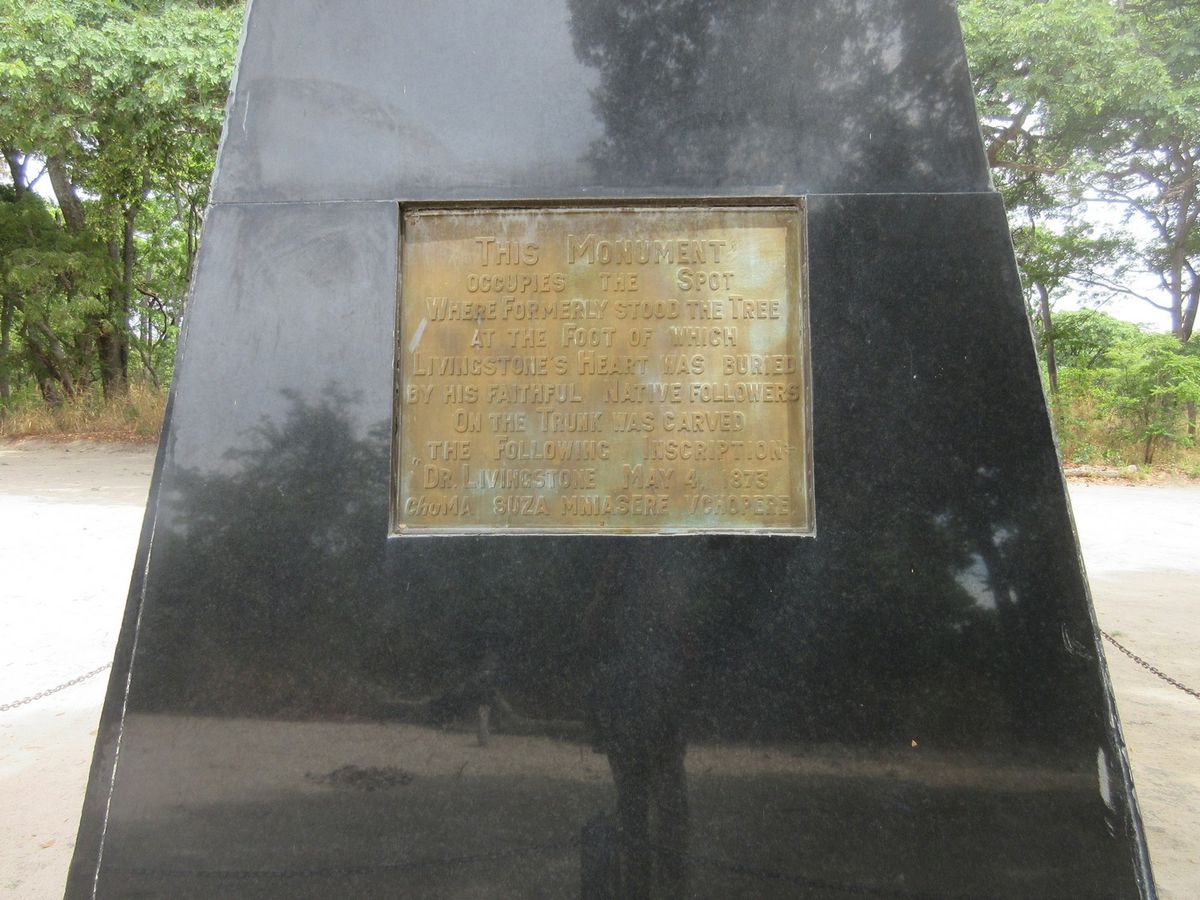 This Monument
occupies the Spot
Where Formerly stood the Tree
at the Foot of which
Livingstone's Heart was buried
by his faithful Native followers
On the Trunk was carved
the Following Inscription-
"Dr. Livingstone May 4, 1873
chuma Suza Mniasere Vchopere.